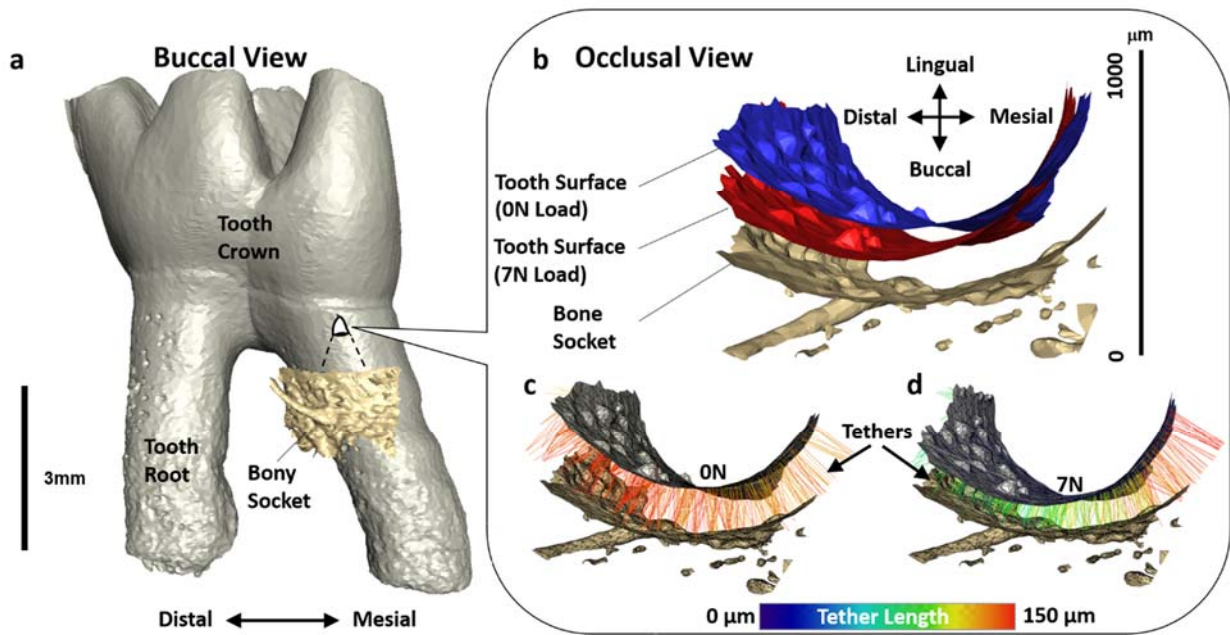 a
Buccal View
Tooth
Crown
Tooth
Root
Bony
Socket
3mm
Distal
Mesial
b
Occlusal View
Lingual
Distal
Mesial
Buccal
µm
1000
0
Tooth Surface
(0N Load)
Tooth Surface
(7N Load)
Bone
Socket
c
0N
Tethers
d
7N
0 µm
Tether Length
150 µm